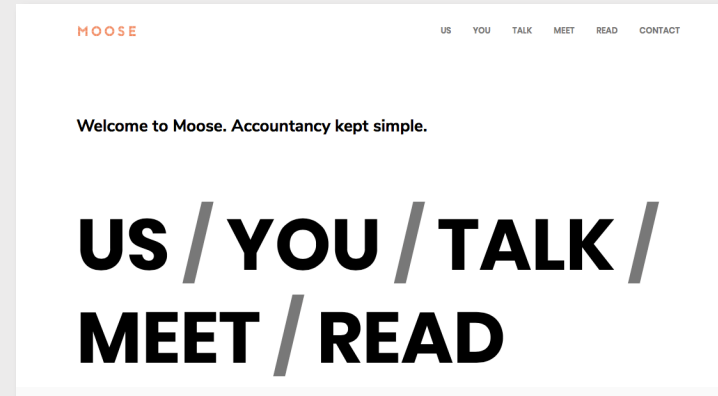 MOOSE
US YOU TALK MEET READ CONTACT
Welcome to Moose. Accountancy kept simple.
US / YOU / TALK /
MEET / READ